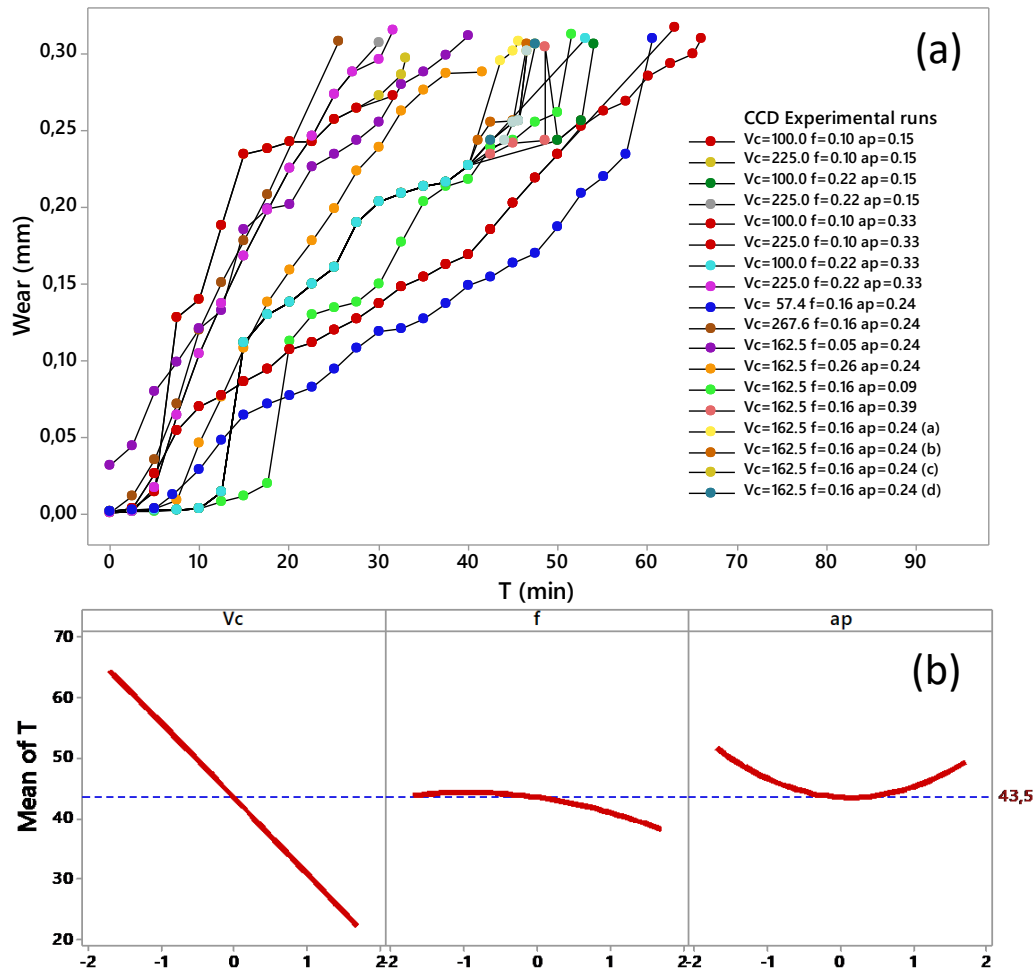 (a)
0,30
0,25
0,20
0,15
0,10
0,05
0,00
Wear (mm)
CCD Experimental runs
Vc=100.0 f=0.10 ap=0.15
Vc=225.0 f=0.10 ap=0.15
Vc=100.0 f=0.22 ap=0.15
Vc=225.0 f=0.22 ap=0.15
Vc=100.0 f=0.10 ap=0.33
Vc=225.0 f=0.10 ap=0.33
Vc=100.0 f=0.22 ap=0.33
Vc=225.0 f=0.22 ap=0.33
Vc= 57.4 f=0.16 ap=0.24
Vc=267.6 f=0.16 ap=0.24
Vc=162.5 f=0.05 ap=0.24
Vc=162.5 f=0.26 ap=0.24
Vc=162.5 f=0.16 ap=0.09
Vc=162.5 f=0.16 ap=0.39
Vc=162.5 f=0.16 ap=0.24 (a)
Vc=162.5 f=0.16 ap=0.24 (b)
Vc=162.5 f=0.16 ap=0.24 (c)
Vc=162.5 f=0.16 ap=0.24 (d)
0 10 20 30 40 50 60 70 80 90
T (min)
Vc f ap
(b)
70
60
50
40
30
20
Mean of T
43,5
-2 -1 0 1 2 -2 -1 0 1 2 -2 -1 0 1 2